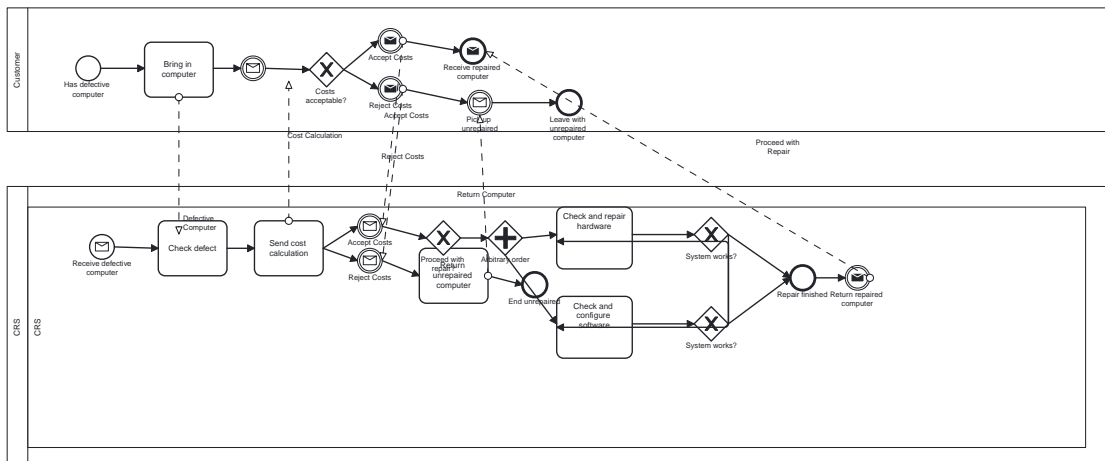 Customer
Has defective
computer
Bring in
computer
Costs
acceptable?
Accept Costs
Reject Costs
Accept Costs
Receive repaired
computer
Pick up
unrepaired
Leave with
unrepaired
computer
Cost Calculation
Reject Costs
Proceed with
Repair
Return Computer
Defective
Computer
CRS
CRS
Receive defective
computer
Check defect
Send cost
calculation
Accept Costs
Reject Costs
Proceed with
repair?
Return
unrepaired
computer
Arbitrary order
End unrepaired
Check and repair
hardware
Check and
configure
software
System works?
System works?
Repair finished
Return repaired
computer